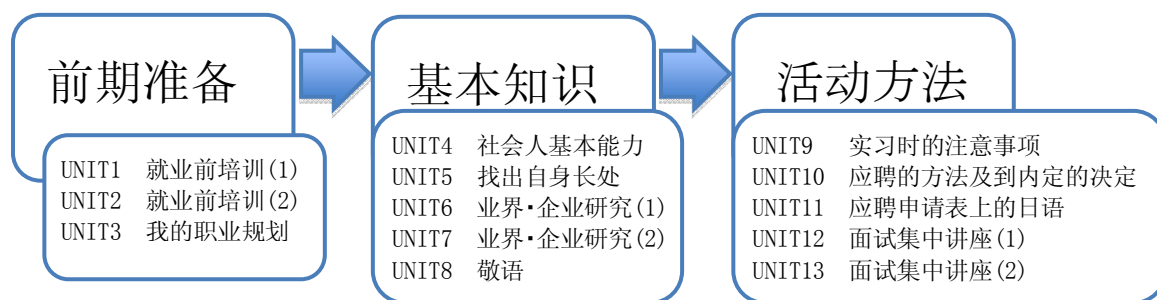 前期准备
UNIT1 就业前培训(1)
UNIT2 就业前培训(2)
UNIT3 我的职业规划
基本知识
UNIT4 社会人基本能力
UNIT5 找出自身长处
UNIT6 业界·企业研究(1)
UNIT7 业界·企业研究(2)
UNIT8 敬语
活动方法
UNIT9 实习时的注意事项
UNIT10 应聘的方法及到内定的决定
UNIT11 应聘申请表上的日语
UNIT12 面试集中讲座(1)
UNIT13 面试集中讲座(2)